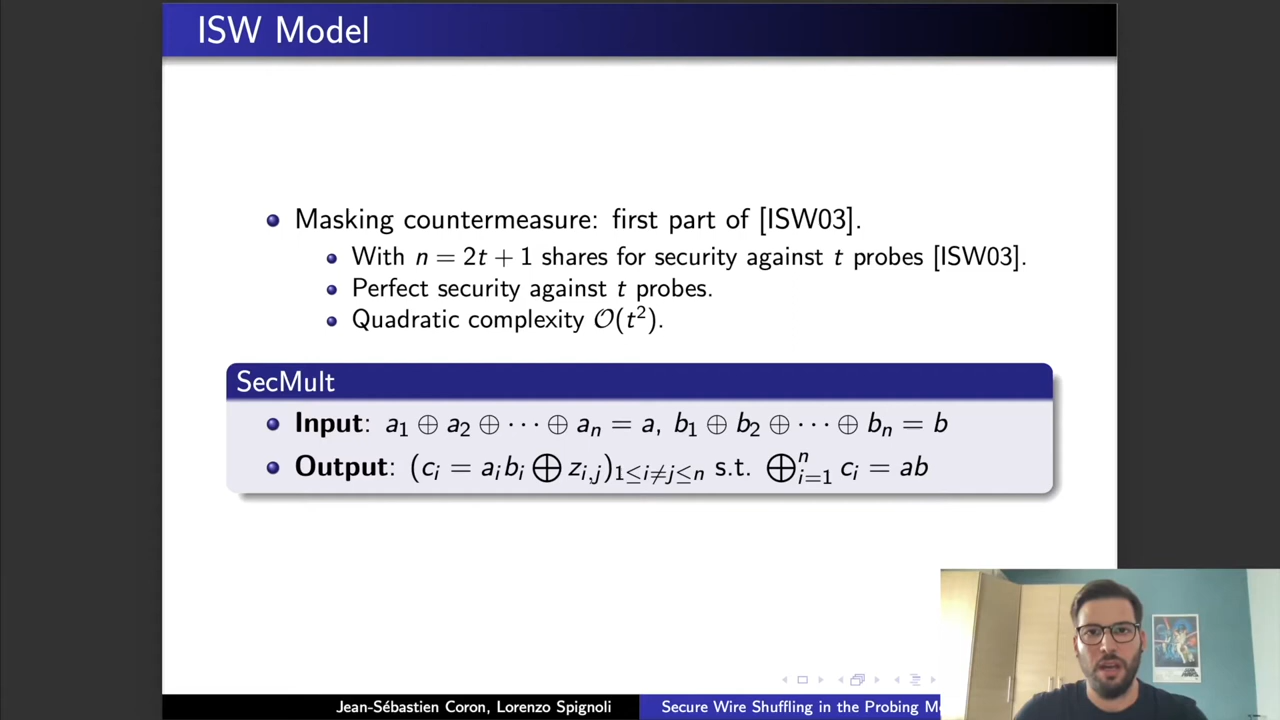 ISW Model
Masking countermeasure: first part of [ISW03].
With n = 2t + 1 shares for security against t probes [ISW03].
Perfect security against t probes.
Quadratic complexity 𝒪(t²).
SecMult
Input: a₁ ⊕ a₂ ⊕ ··· ⊕ aₙ = a, b₁ ⊕ b₂ ⊕ ··· ⊕ bₙ = b
Output: (cᵢ = aᵢbᵢ ⊕ zᵢ,ⱼ)₁≤ᵢ≠ⱼ≤ₙ s.t. ⊕ⁿᵢ₌₁ cᵢ = ab
Jean-Sébastien Coron, Lorenzo Spignoli
Secure Wire Shuffling in the Probing